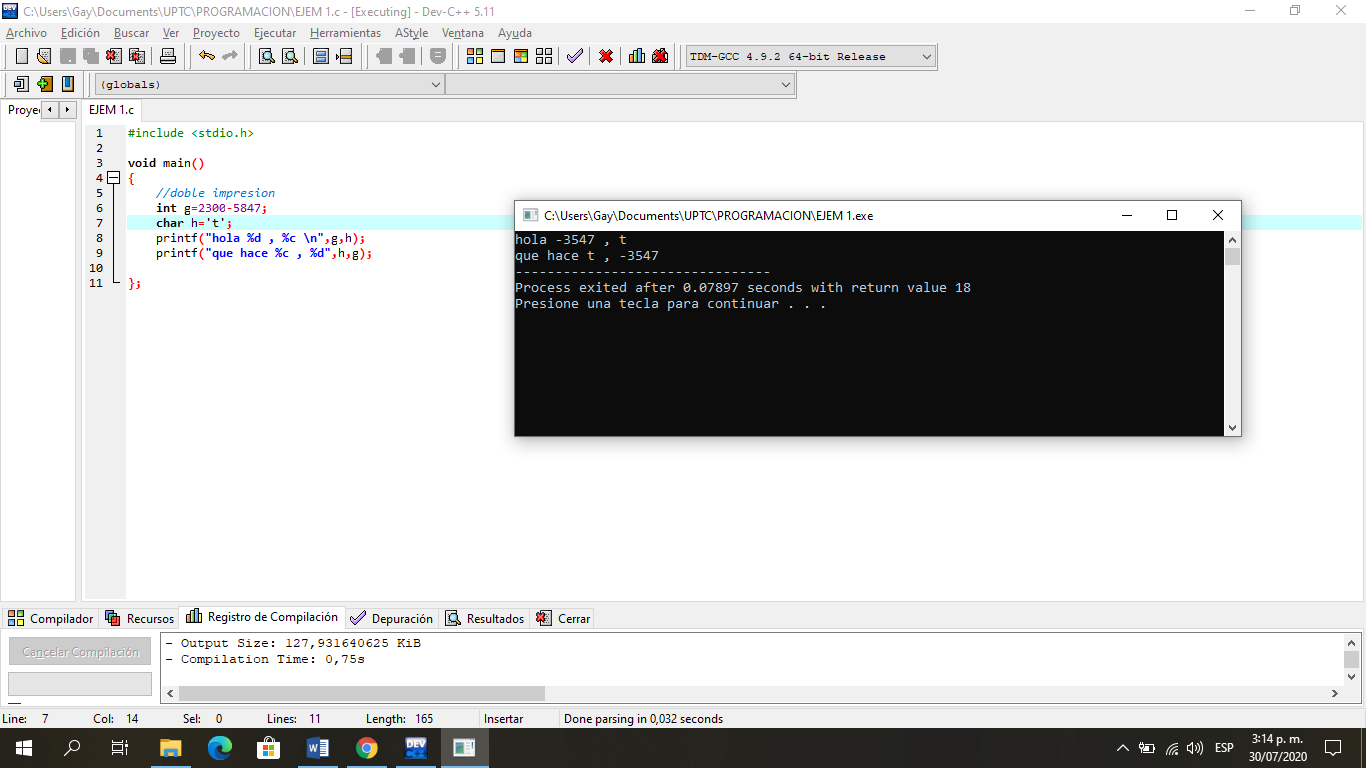 C:\Users\Gay\Documents\UPTC\PROGRAMACION\EJEM 1.c - [Executing] - Dev-C++ 5.11
Archivo Edición Buscar Ver Proyecto Ejecutar Herramientas AStyle Ventana Ayuda
TDM-GCC 4.9.2 64-bit Release
(globals)
Proye
EJEM 1.c
1 #include <stdio.h>
2
3 void main()
4 {
5 //doble impresion
6 int g=2300-5847;
7 char h='t';
8 printf("hola %d , %c \n",g,h);
9 printf("que hace %c , %d",h,g);
10
11 };
C:\Users\Gay\Documents\UPTC\PROGRAMACION\EJEM 1.exe
hola -3547 , t
que hace t , -3547
--------------------------------
Process exited after 0.07897 seconds with return value 18
Presione una tecla para continuar . . .
Compilador Recursos Registro de Compilación Depuración Resultados Cerrar
Cancelar Compilación
- Output Size: 127,931640625 KiB
- Compilation Time: 0,75s
Line: 7 Col: 14 Sel: 0 Lines: 11 Length: 165 Insertar Done parsing in 0,032 seconds
DEV
ESP
3:14 p. m.
30/07/2020